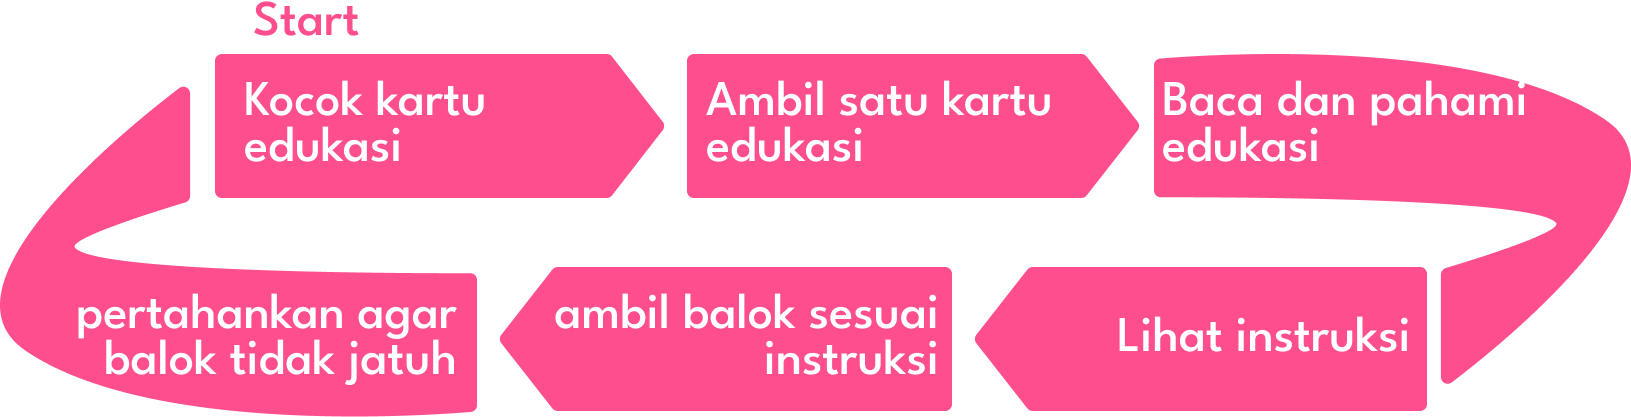 Start
Kocok kartu
edukasi
Ambil satu kartu
edukasi
Baca dan pahami
edukasi
Lihat instruksi
ambil balok sesuai
instruksi
pertahankan agar
balok tidak jatuh